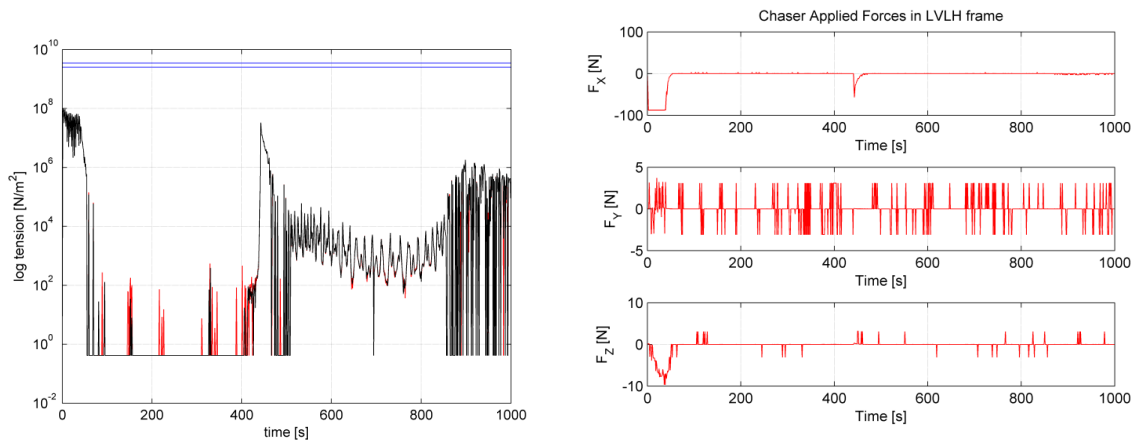 10^10
10^8
10^6
10^4
10^2
10^0
10^-2
log tension [N/m^2]
0 200 400 600 800 1000
time [s]
Chaser Applied Forces in LVLH frame
100
0
-100
F_X [N]
0 200 400 600 800 1000
Time [s]
5
0
-5
F_Y [N]
0 200 400 600 800 1000
Time [s]
10
0
-10
F_Z [N]
0 200 400 600 800 1000
Time [s]